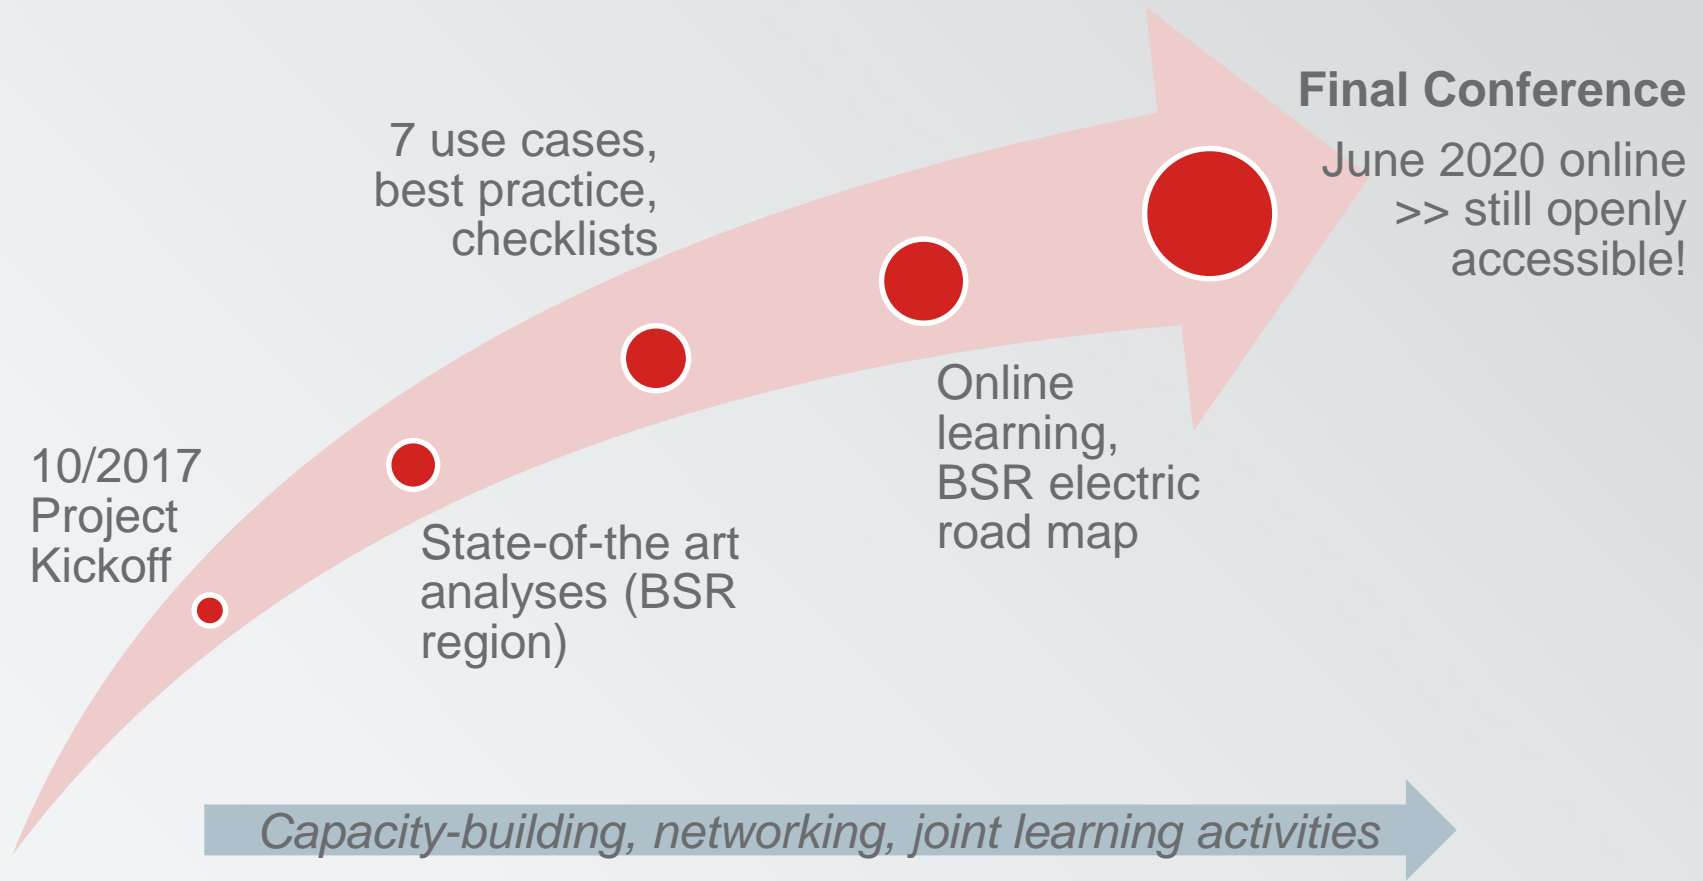 10/2017
Project
Kickoff
State-of-the art
analyses (BSR
region)
7 use cases,
best practice,
checklists
Online
learning,
BSR electric
road map
Final Conference
June 2020 online
>> still openly
accessible!
Capacity-building, networking, joint learning activities